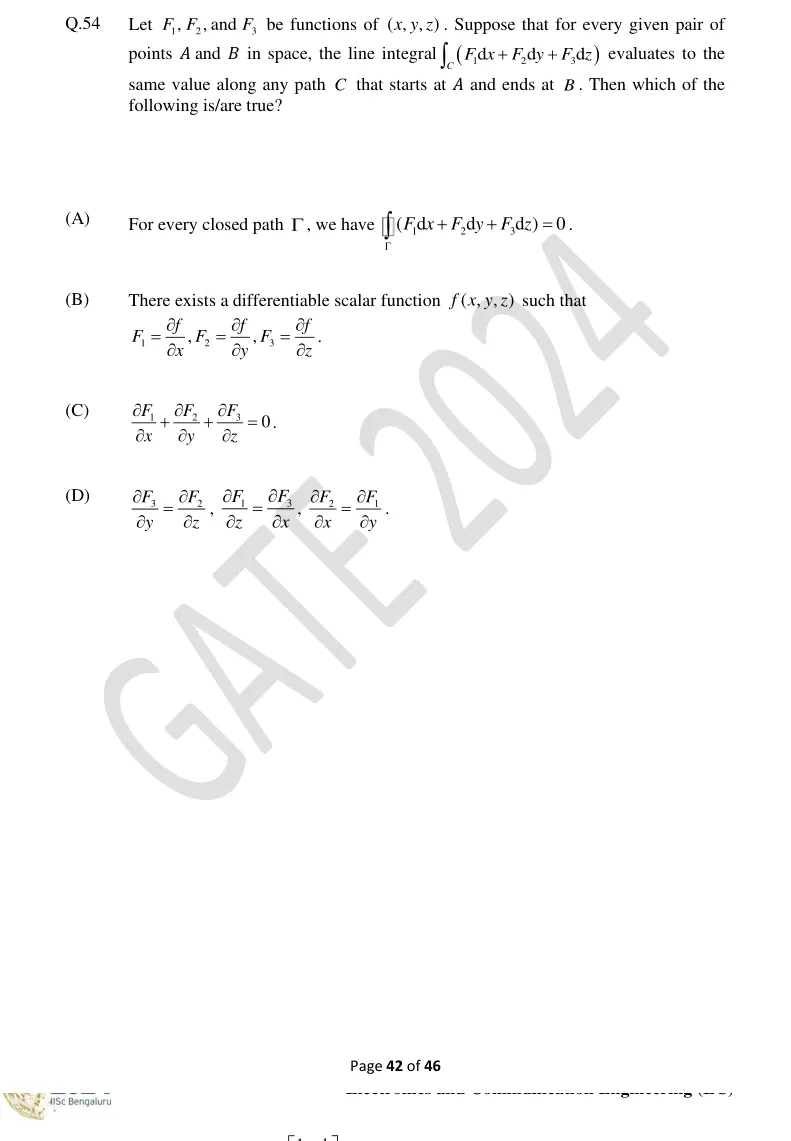 Q.54 Let F₁, F₂, and F₃ be functions of (x, y, z). Suppose that for every given pair of
points A and B in space, the line integral ∫_C (F₁dx + F₂dy + F₃dz) evaluates to the
same value along any path C that starts at A and ends at B. Then which of the
following is/are true?
(A) For every closed path Γ, we have ∮_Γ (F₁dx + F₂dy + F₃dz) = 0.
(B) There exists a differentiable scalar function f(x, y, z) such that
F₁ = ∂f/∂x, F₂ = ∂f/∂y, F₃ = ∂f/∂z.
(C) ∂F₁/∂x + ∂F₂/∂y + ∂F₃/∂z = 0.
(D) ∂F₃/∂y = ∂F₂/∂z, ∂F₁/∂z = ∂F₃/∂x, ∂F₂/∂x = ∂F₁/∂y.
GATE 2024
Page 42 of 46
IISc Bengaluru